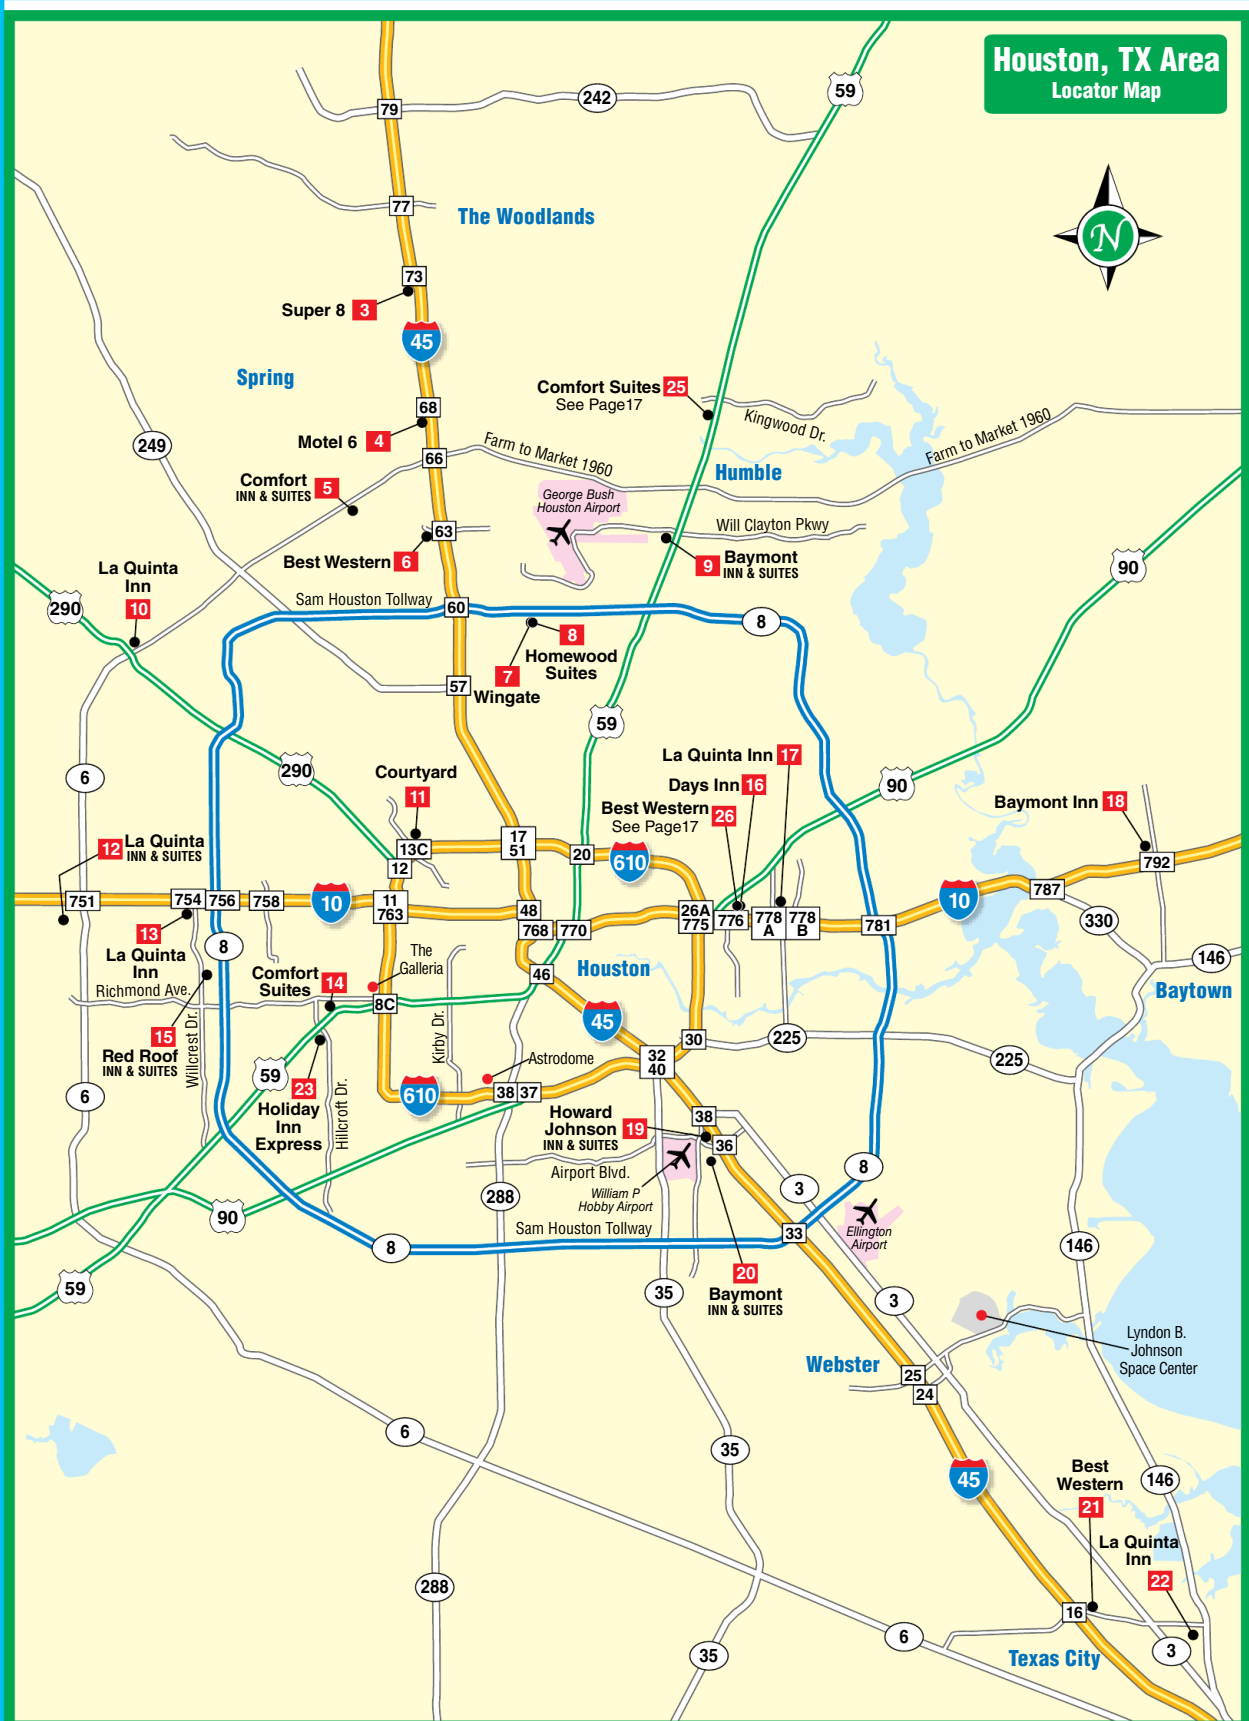 Houston, TX Area
Locator Map
N
59
242
79
77
The Woodlands
73
Super 8 3
45
Spring
68
Motel 6 4
66
249
Comfort Suites 25
See Page17
Kingwood Dr.
Farm to Market 1960
Farm to Market 1960
Humble
Comfort 5
INN & SUITES
George Bush
Houston Airport
Will Clayton Pkwy
63
Best Western 6
9 Baymont
INN & SUITES
90
La Quinta
Inn
10
290
Sam Houston Tollway
60
8
8
Homewood
Suites
7
Wingate
57
59
290
6
Courtyard
11
La Quinta Inn 17
Days Inn 16
Best Western 26
See Page17
90
Baymont Inn 18
12 La Quinta
INN & SUITES
13C
12
17
51
20
610
792
751
754
756
758
10
11
763
48
768
770
26A
775
776
778
A
778
B
781
10
787
330
146
Baytown
13
La Quinta
Inn
8
The
Galleria
Houston
46
Comfort
Suites 14
Richmond Ave.
8C
45
15
Red Roof
INN & SUITES
Willcrest Dr.
Kirby Dr.
30
225
225
32
40
Astrodome
59
23
Holiday
Inn
Express
Hillcroft Dr.
610
38
37
6
Howard
Johnson 19
INN & SUITES
38
36
Airport Blvd.
William P
Hobby Airport
288
3
8
90
8
Sam Houston Tollway
33
Ellington
Airport
146
59
20
Baymont
INN & SUITES
35
3
Lyndon B.
Johnson
Space Center
Webster
25
24
6
35
45
146
Best
Western
21
La Quinta
Inn
22
288
16
6
35
Texas City
3